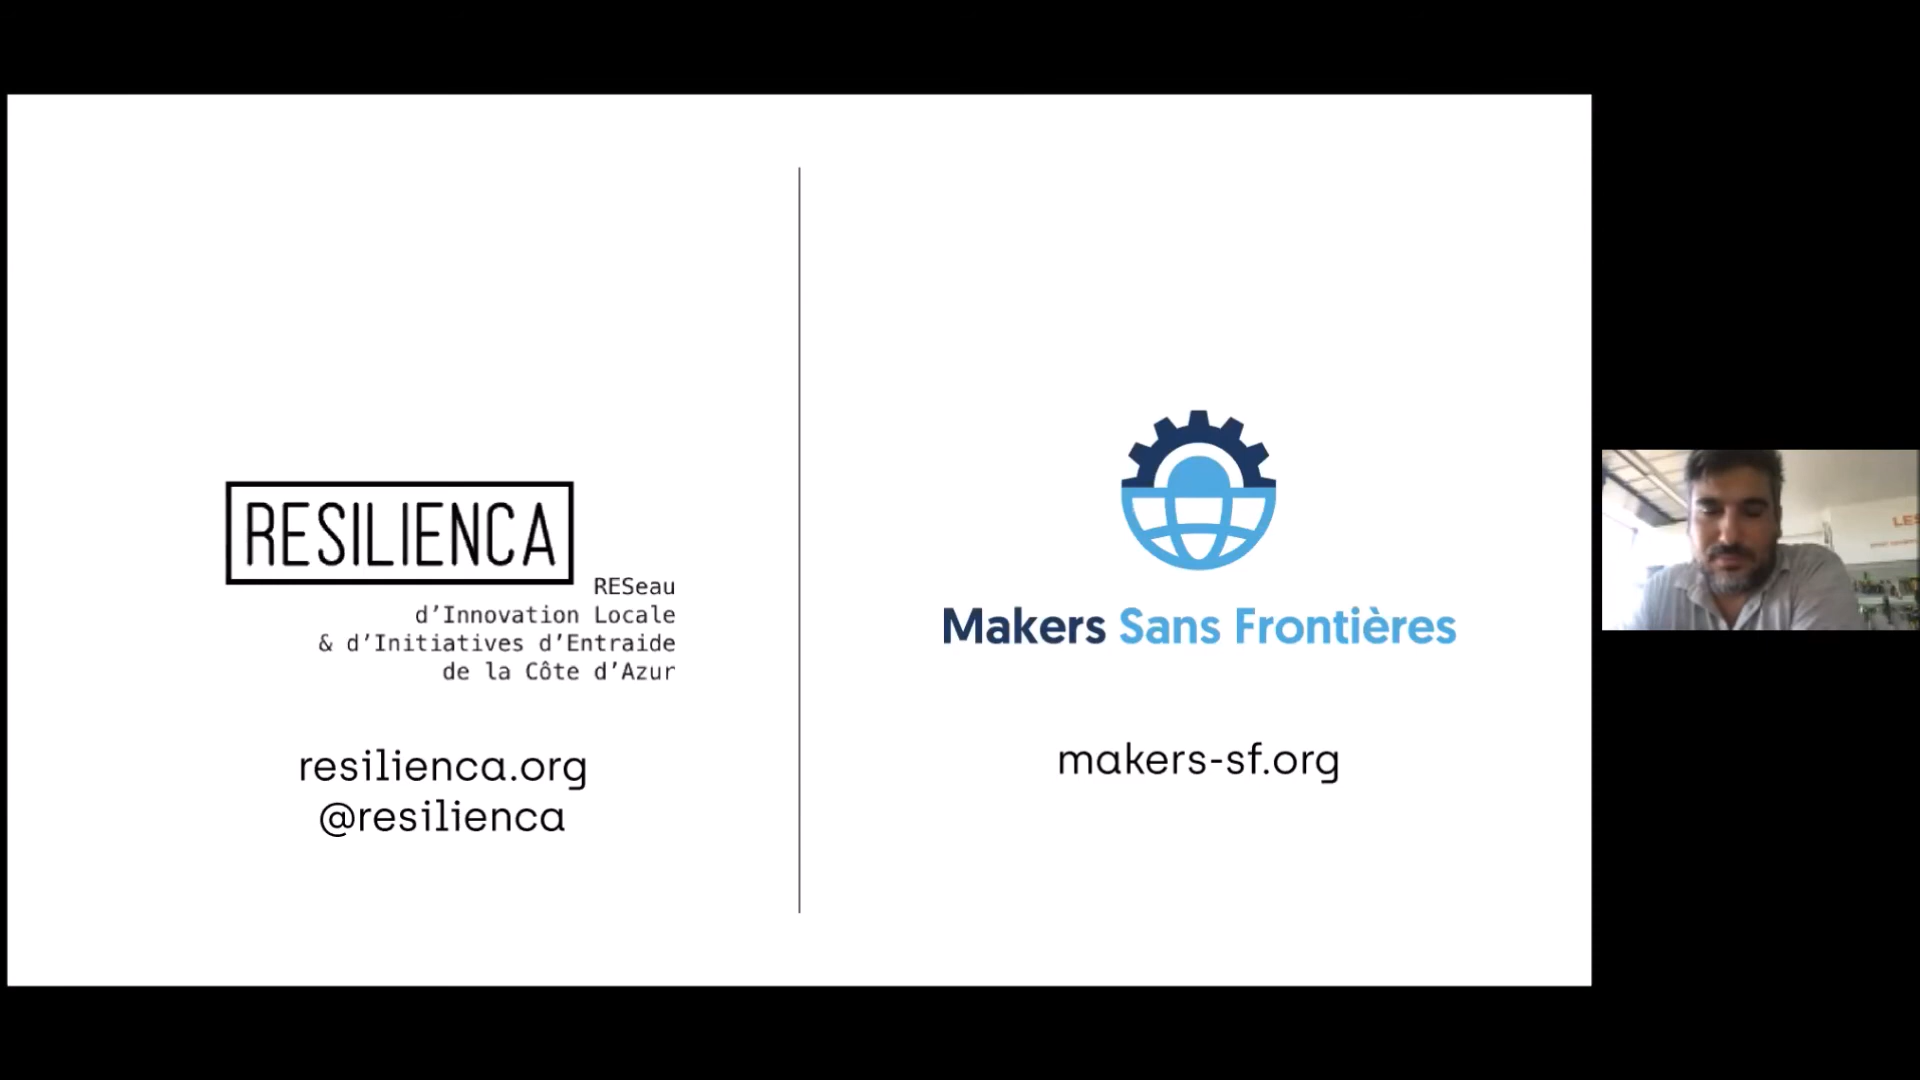 RESILIENCA
RESeau
d’Innovation Locale
& d’Initiatives d’Entraide
de la Côte d’Azur
resilienca.org
@resilienca
Makers Sans Frontières
makers-sf.org